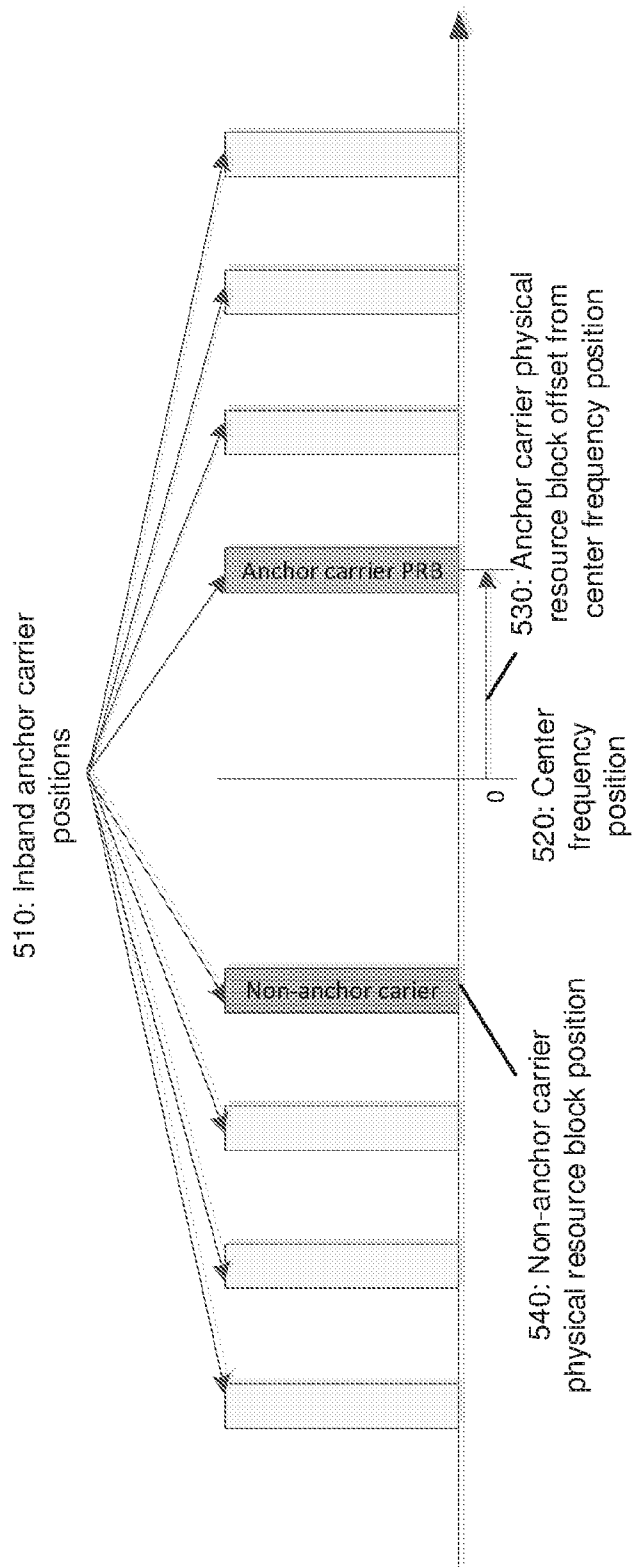 510: Inband anchor carrier
positions
Non-anchor carier
Anchor carrier PRB
0
540: Non-anchor carrier
physical resource block position
520: Center
frequency
position
530: Anchor carrier physical
resource block offset from
center frequency position